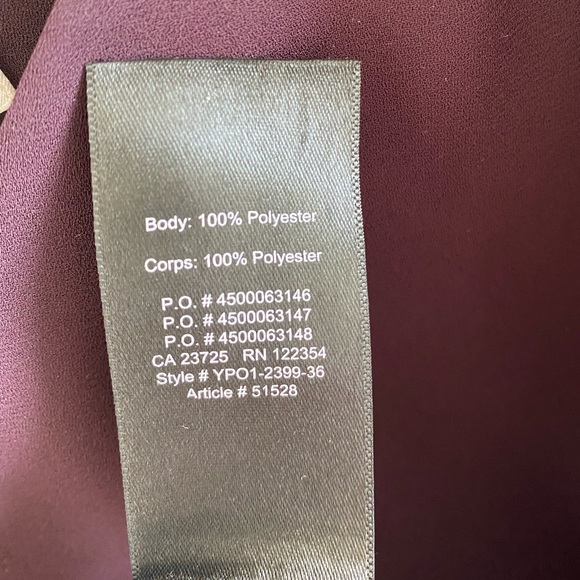 Body: 100% Polyester
Corps: 100% Polyester
P.O. # 4500063146
P.O. # 4500063147
P.O. # 4500063148
CA 23725 RN 122354
Style # YPO1-2399-36
Article # 51528